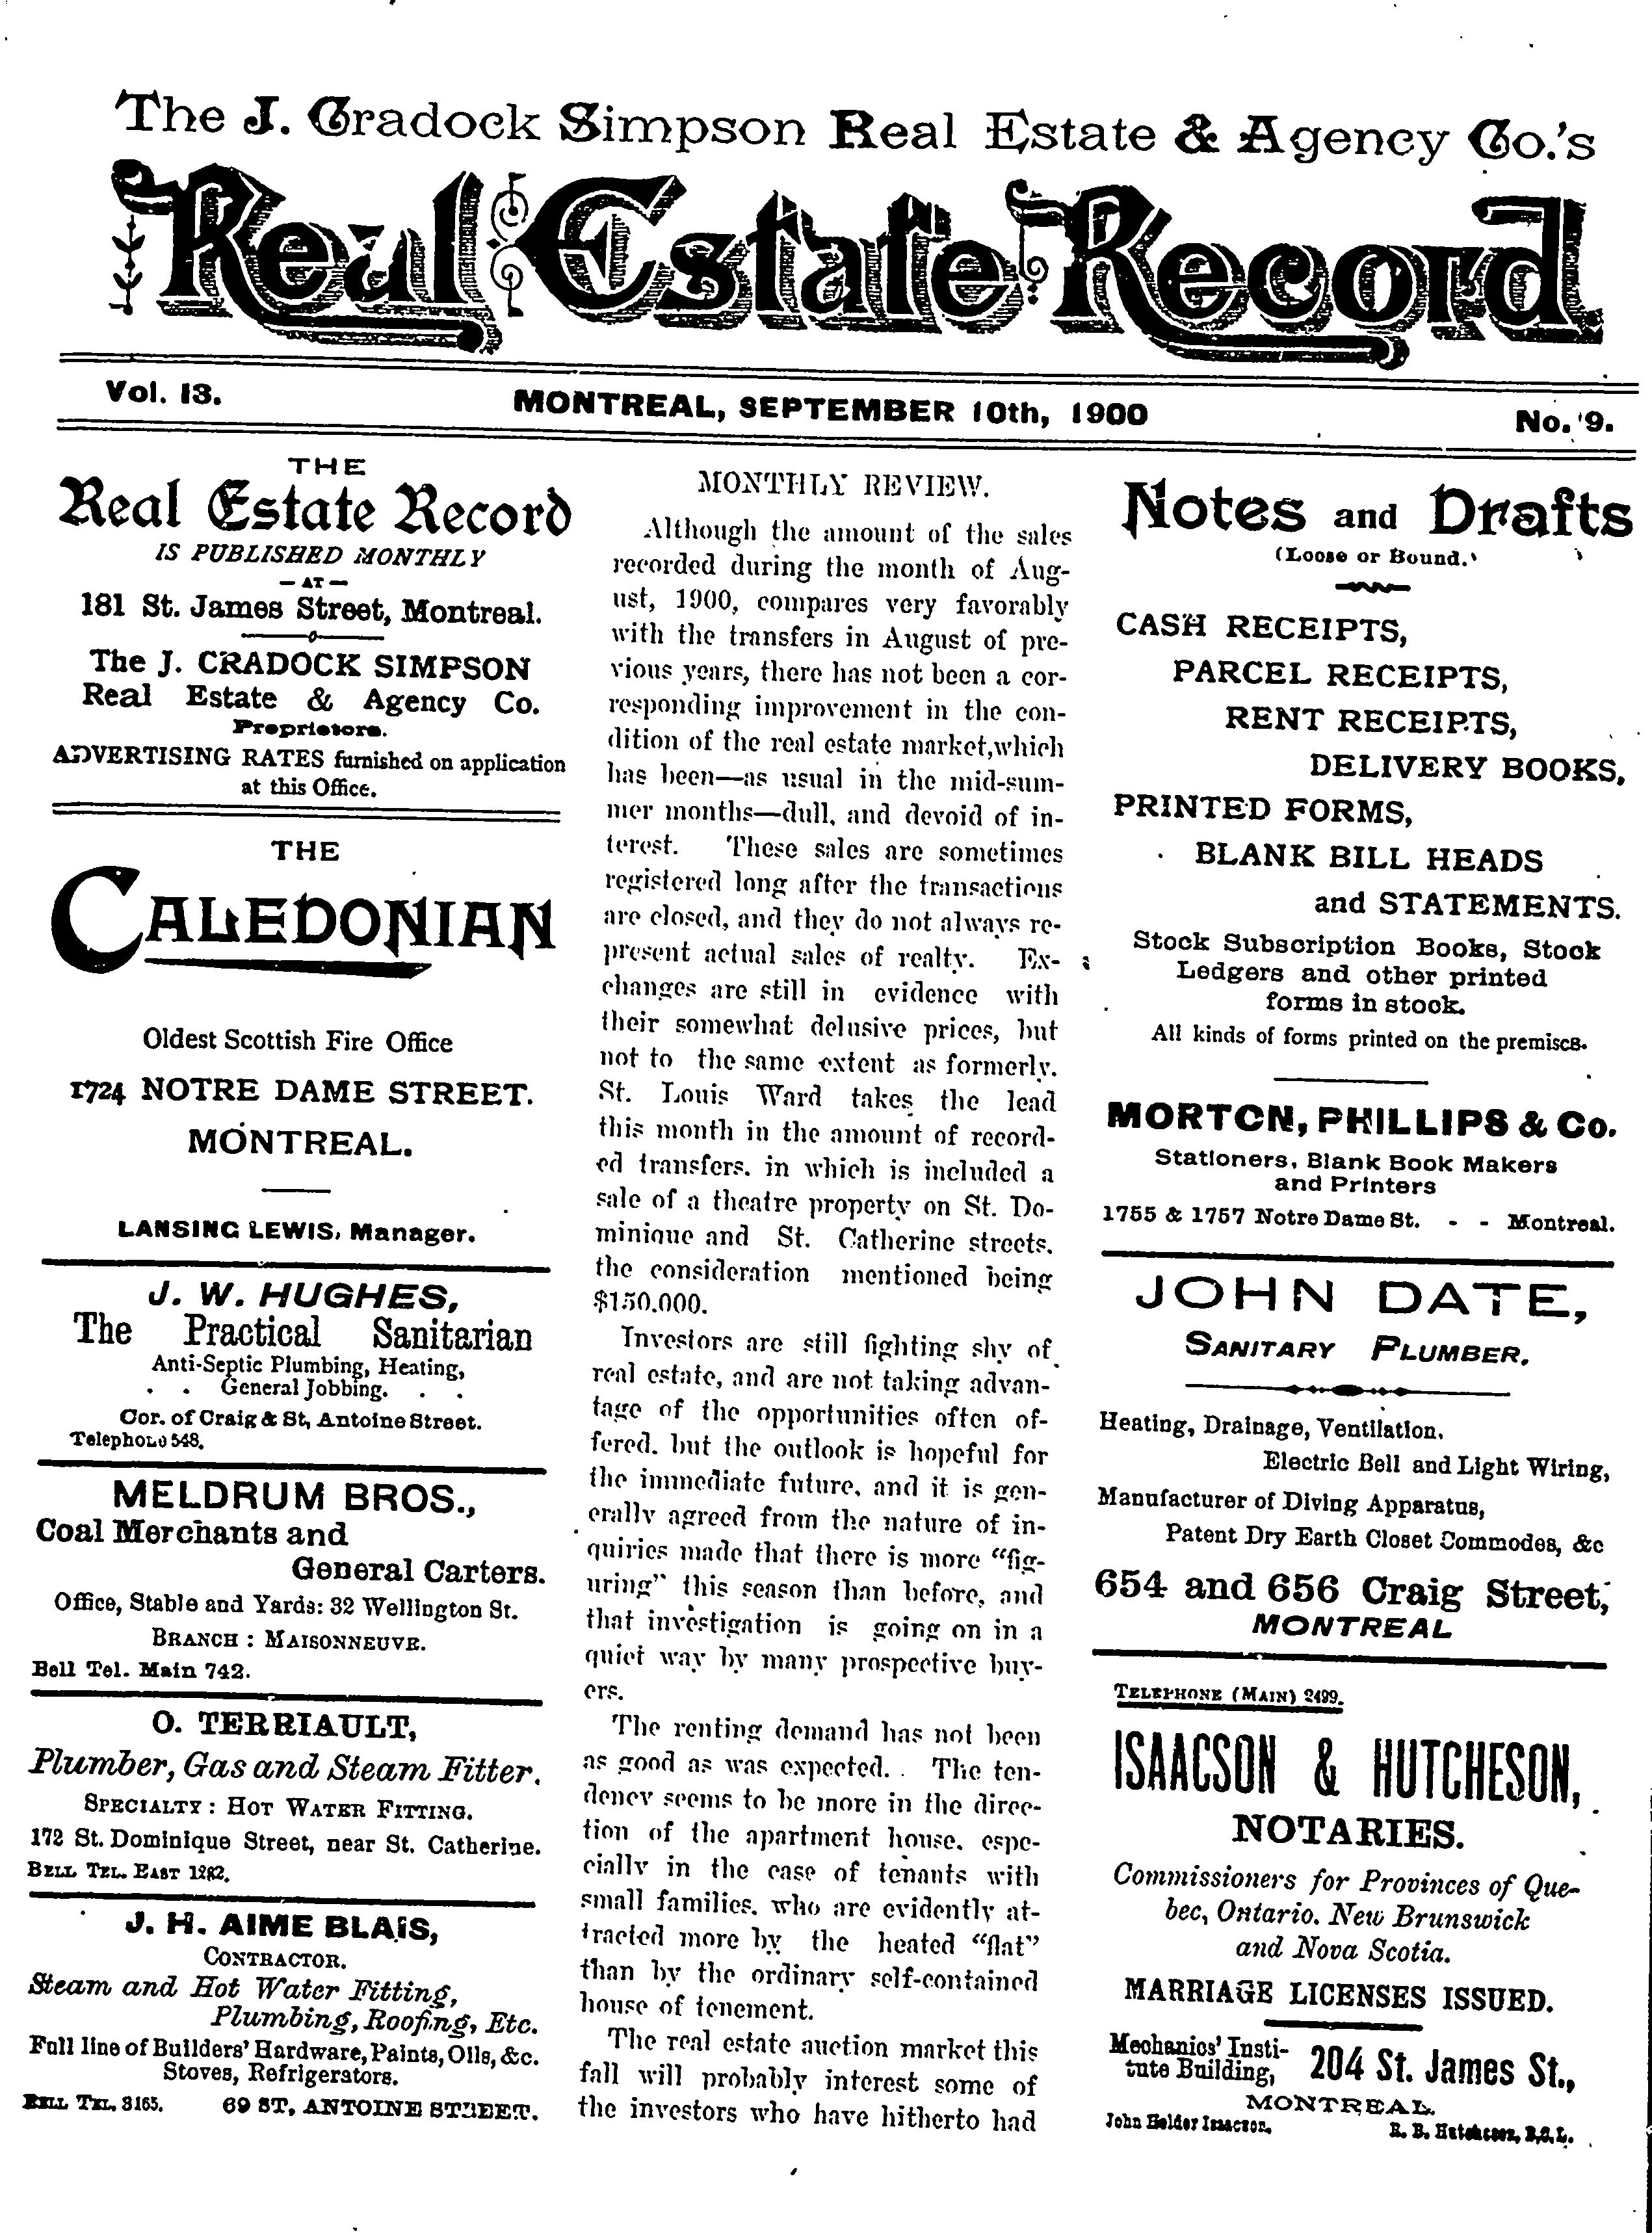 The J. Cradock Simpson Real Estate & Agency Co.'s
Real Estate Record.
Vol. 13.
MONTREAL, SEPTEMBER 10th, 1900
No. 9.
THE
Real Estate Record
IS PUBLISHED MONTHLY
— AT —
181 St. James Street, Montreal.
The J. CRADOCK SIMPSON
Real Estate & Agency Co.
Proprietors.
ADVERTISING RATES furnished on application
at this Office.
THE
CALEDONIAN
Oldest Scottish Fire Office
1724 NOTRE DAME STREET.
MONTREAL.
LANSING LEWIS, Manager.
J. W. HUGHES,
The Practical Sanitarian
Anti-Septic Plumbing, Heating,
. . General Jobbing. . .
Cor. of Craig & St, Antoine Street.
Telephone 548.
MELDRUM BROS.,
Coal Merchants and
General Carters.
Office, Stable and Yards: 32 Wellington St.
BRANCH : MAISONNEUVE.
Bell Tel. Main 742.
O. TERRIAULT,
Plumber, Gas and Steam Fitter.
SPECIALTY : HOT WATER FITTING.
172 St. Dominique Street, near St. Catherine.
BELL TEL. EAST 1282.
J. H. AIME BLAIS,
CONTRACTOR.
Steam and Hot Water Fitting,
Plumbing, Roofing, Etc.
Full line of Builders' Hardware, Paints, Oils, &c.
Stoves, Refrigerators.
BELL TEL. 3165. 69 ST, ANTOINE STREET.
MONTHLY REVIEW.
Although the amount of the sales
recorded during the month of Aug-
ust, 1900, compares very favorably
with the transfers in August of pre-
vious years, there has not been a cor-
responding improvement in the con-
dition of the real estate market,which
has been—as usual in the mid-sum-
mer months—dull, and devoid of in-
terest. These sales are sometimes
registered long after the transactions
are closed, and they do not always re-
present actual sales of realty. Ex-
changes are still in evidence with
their somewhat delusive prices, but
not to the same extent as formerly.
St. Louis Ward takes the lead
this month in the amount of record-
ed transfers, in which is included a
sale of a theatre property on St. Do-
minique and St. Catherine streets,
the consideration mentioned being
$150.000.
Investors are still fighting shy of
real estate, and are not taking advan-
tage of the opportunities often of-
fered, but the outlook is hopeful for
the immediate future, and it is gen-
erally agreed from the nature of in-
quiries made that there is more “fig-
uring” this season than before, and
that investigation is going on in a
quiet way by many prospective buy-
ers.
The renting demand has not been
as good as was expected. The ten-
dency seems to be more in the direc-
tion of the apartment house, espe-
cially in the case of tenants with
small families, who are evidently at-
tracted more by the heated “flat”
than by the ordinary self-contained
house of tenement.
The real estate auction market this
fall will probably interest some of
the investors who have hitherto had
Notes and Drafts
(Loose or Bound.)
CASH RECEIPTS,
PARCEL RECEIPTS,
RENT RECEIPTS,
DELIVERY BOOKS,
PRINTED FORMS,
BLANK BILL HEADS
and STATEMENTS.
Stock Subscription Books, Stock
Ledgers and other printed
forms in stock.
All kinds of forms printed on the premises.
MORTON, PHILLIPS & Co.
Stationers, Blank Book Makers
and Printers
1755 & 1757 Notre Dame St. - - Montreal.
JOHN DATE,
SANITARY PLUMBER.
Heating, Drainage, Ventilation.
Electric Bell and Light Wiring,
Manufacturer of Diving Apparatus,
Patent Dry Earth Closet Commodes, &c
654 and 656 Craig Street,
MONTREAL
TELEPHONE (MAIN) 2499.
ISAACSON & HUTCHESON,
NOTARIES.
Commissioners for Provinces of Que-
bec, Ontario. New Brunswick
and Nova Scotia.
MARRIAGE LICENSES ISSUED.
Mechanics' Insti-
tute Building, 204 St. James St.,
MONTREAL.
John Helder Isaacson. R. B. Hutcheson, B.C.L.